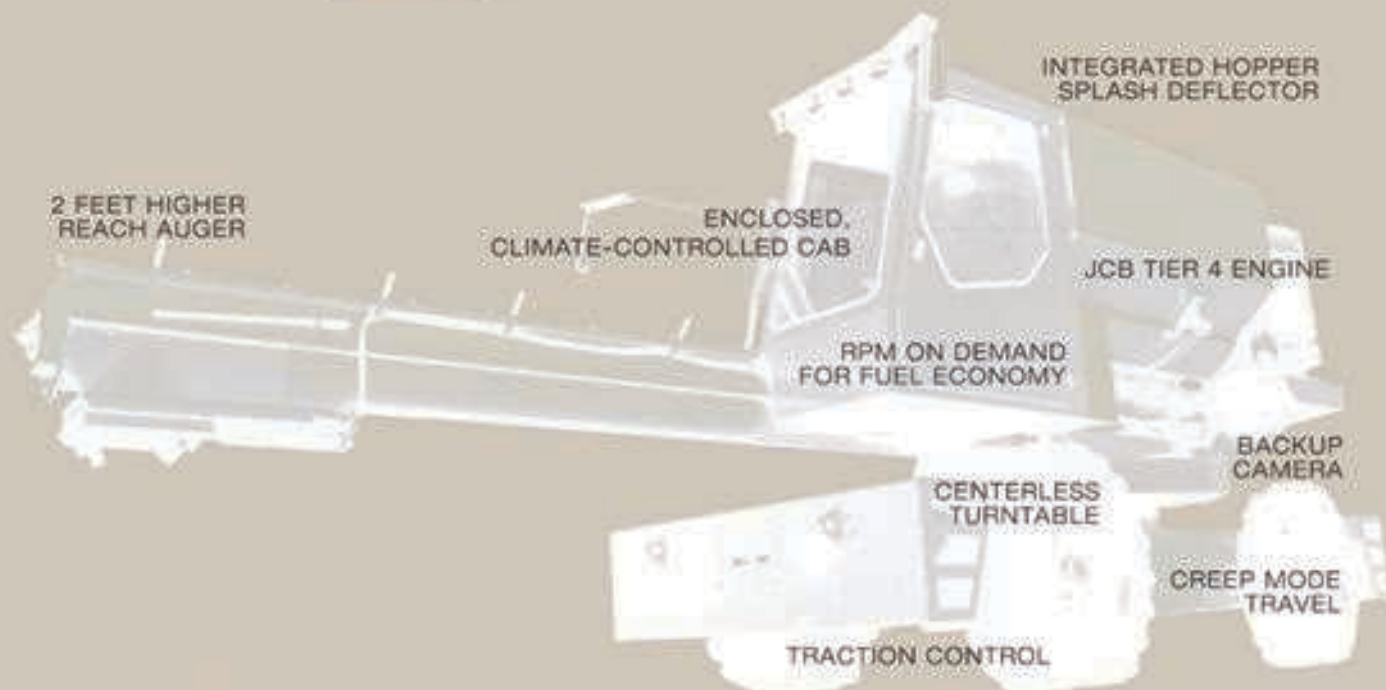 INTEGRATED HOPPER
SPLASH DEFLECTOR
2 FEET HIGHER
REACH AUGER
ENCLOSED,
CLIMATE-CONTROLLED CAB
JCB TIER 4 ENGINE
RPM ON DEMAND
FOR FUEL ECONOMY
BACKUP
CAMERA
CENTERLESS
TURNTABLE
CREEP MODE
TRAVEL
TRACTION CONTROL